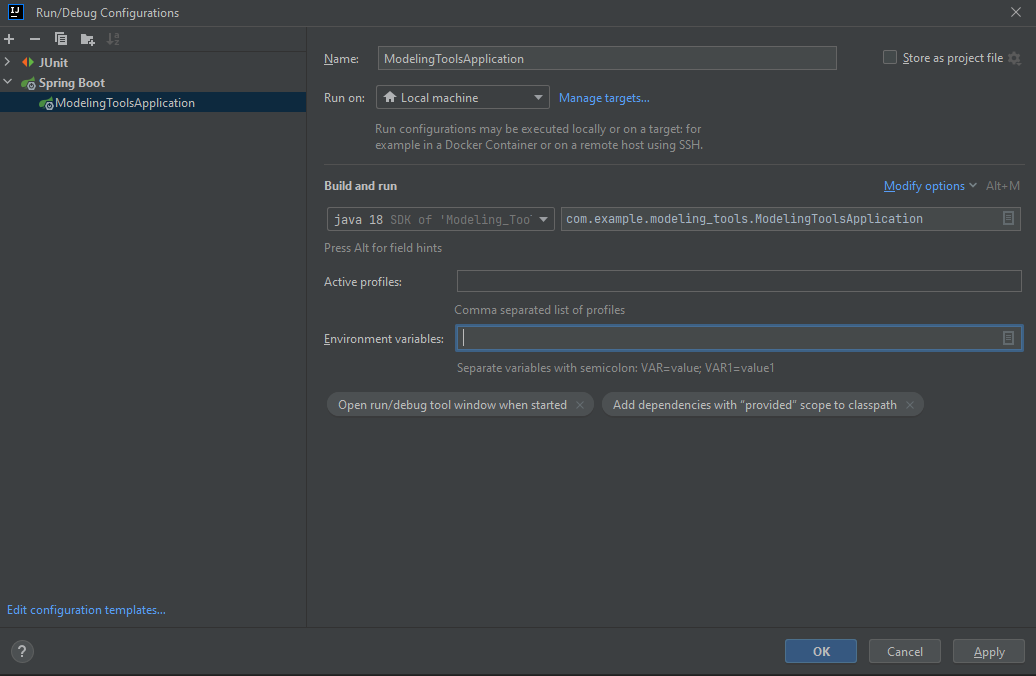 IJ Run/Debug Configurations
JUnit
Spring Boot
ModelingToolsApplication
Edit configuration templates...
Name: ModelingToolsApplication Store as project file
Run on: Local machine Manage targets...
Run configurations may be executed locally or on a target: for
example in a Docker Container or on a remote host using SSH.
Build and run Modify options Alt+M
java 18 SDK of 'Modeling_Too com.example.modeling_tools.ModelingToolsApplication
Press Alt for field hints
Active profiles:
Comma separated list of profiles
Environment variables:
Separate variables with semicolon: VAR=value; VAR1=value1
Open run/debug tool window when started Add dependencies with "provided" scope to classpath
? OK Cancel Apply